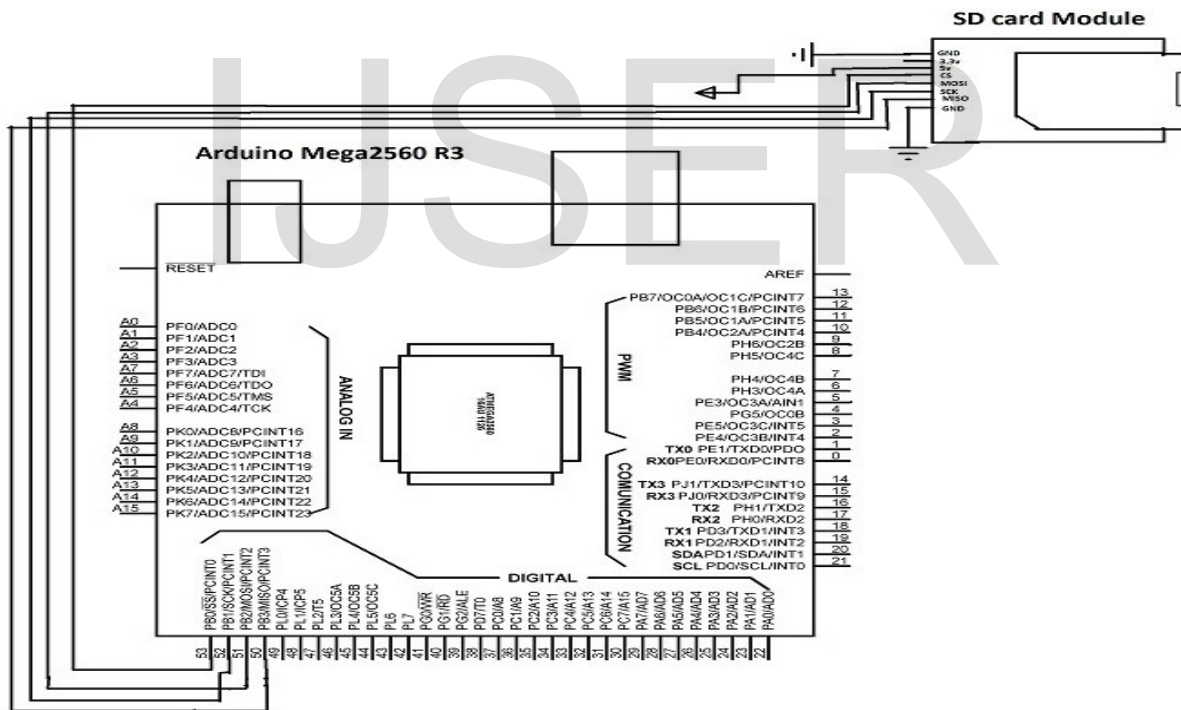 SD card Module
GND
3.3v
5v
CS
MOSI
SCK
MISO
GND
IJSER
Arduino Mega2560 R3
RESET
AREF
A0 PF0/ADC0
A1 PF1/ADC1
A2 PF2/ADC2
A3 PF3/ADC3
A7 PF7/ADC7/TDI
A6 PF6/ADC6/TDO
A5 PF5/ADC5/TMS
A4 PF4/ADC4/TCK
A8 PK0/ADC8/PCINT16
A9 PK1/ADC9/PCINT17
A10 PK2/ADC10/PCINT18
A11 PK3/ADC11/PCINT19
A12 PK4/ADC12/PCINT20
A13 PK5/ADC13/PCINT21
A14 PK6/ADC14/PCINT22
A15 PK7/ADC15/PCINT23
ANALOG IN
ATMEGA2560
16AU 1126
PWM
COMUNICATION
PB7/OC0A/OC1C/PCINT7 13
PB6/OC1B/PCINT6 12
PB5/OC1A/PCINT5 11
PB4/OC2A/PCINT4 10
PH6/OC2B 9
PH5/OC4C 8
PH4/OC4B 7
PH3/OC4A 6
PE3/OC3A/AIN1 5
PG5/OC0B 4
PE5/OC3C/INT5 3
PE4/OC3B/INT4 2
TX0 PE1/TXD0/PDO 1
RX0PE0/RXD0/PCINT8 0
TX3 PJ1/TXD3/PCINT10 14
RX3 PJ0/RXD3/PCINT9 15
TX2 PH1/TXD2 16
RX2 PH0/RXD2 17
TX1 PD3/TXD1/INT3 18
RX1 PD2/RXD1/INT2 19
SDAPD1/SDA/INT1 20
SCL PD0/SCL/INT0 21
DIGITAL
PB0/SS/PCINT0 53
PB1/SCK/PCINT1 52
PB2/MOSI/PCINT2 51
PB3/MISO/PCINT3 50
PL0/ICP4 49
PL1/ICP5 48
PL2/T5 47
PL3/OC5A 46
PL4/OC5B 45
PL5/OC5C 44
PL6 43
PL7 42
PG0/WR 41
PG1/RD 40
PG2/ALE 39
PD7/T0 38
PC0/A8 37
PC1/A9 36
PC2/A10 35
PC3/A11 34
PC4/A12 33
PC5/A13 32
PC6/A14 31
PC7/A15 30
PA7/AD7 29
PA6/AD6 28
PA5/AD5 27
PA4/AD4 26
PA3/AD3 25
PA2/AD2 24
PA1/AD1 23
PA0/AD0 22